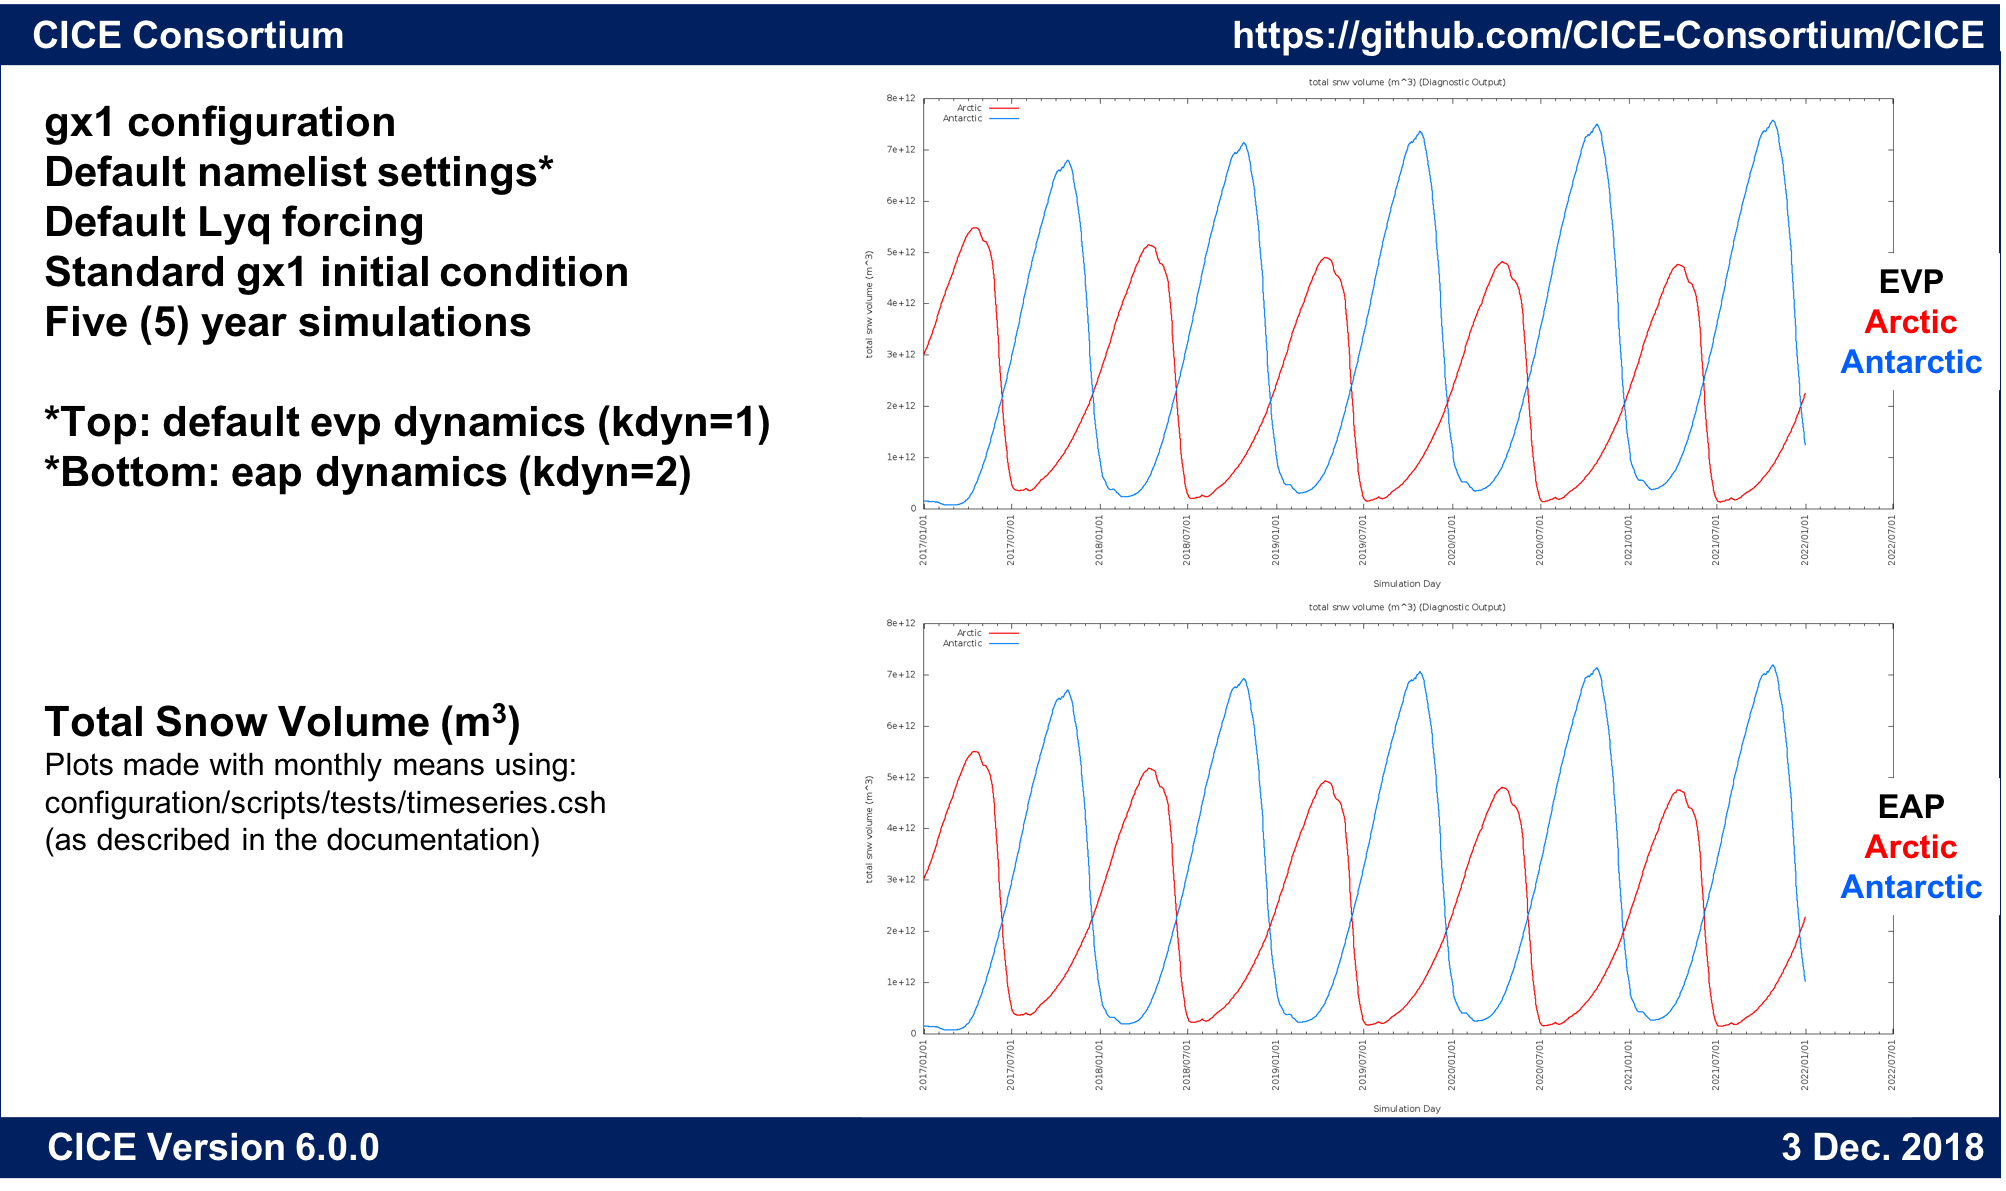 CICE Consortium
https://github.com/CICE-Consortium/CICE
gx1 configuration
Default namelist settings*
Default Lyq forcing
Standard gx1 initial condition
Five (5) year simulations
*Top: default evp dynamics (kdyn=1)
*Bottom: eap dynamics (kdyn=2)
Total Snow Volume (m³)
Plots made with monthly means using:
configuration/scripts/tests/timeseries.csh
(as described in the documentation)
total snw volume (m^3) (Diagnostic Output)
Arctic
Antarctic
8e+12
7e+12
6e+12
5e+12
4e+12
3e+12
2e+12
1e+12
0
total snw volume (m^3)
2017/01/01
2017/07/01
2018/01/01
2018/07/01
2019/01/01
2019/07/01
2020/01/01
2020/07/01
2021/01/01
2021/07/01
2022/01/01
2022/07/01
Simulation Day
EVP
Arctic
Antarctic
total snw volume (m^3) (Diagnostic Output)
Arctic
Antarctic
8e+12
7e+12
6e+12
5e+12
4e+12
3e+12
2e+12
1e+12
0
total snw volume (m^3)
2017/01/01
2017/07/01
2018/01/01
2018/07/01
2019/01/01
2019/07/01
2020/01/01
2020/07/01
2021/01/01
2021/07/01
2022/01/01
2022/07/01
Simulation Day
EAP
Arctic
Antarctic
CICE Version 6.0.0
3 Dec. 2018